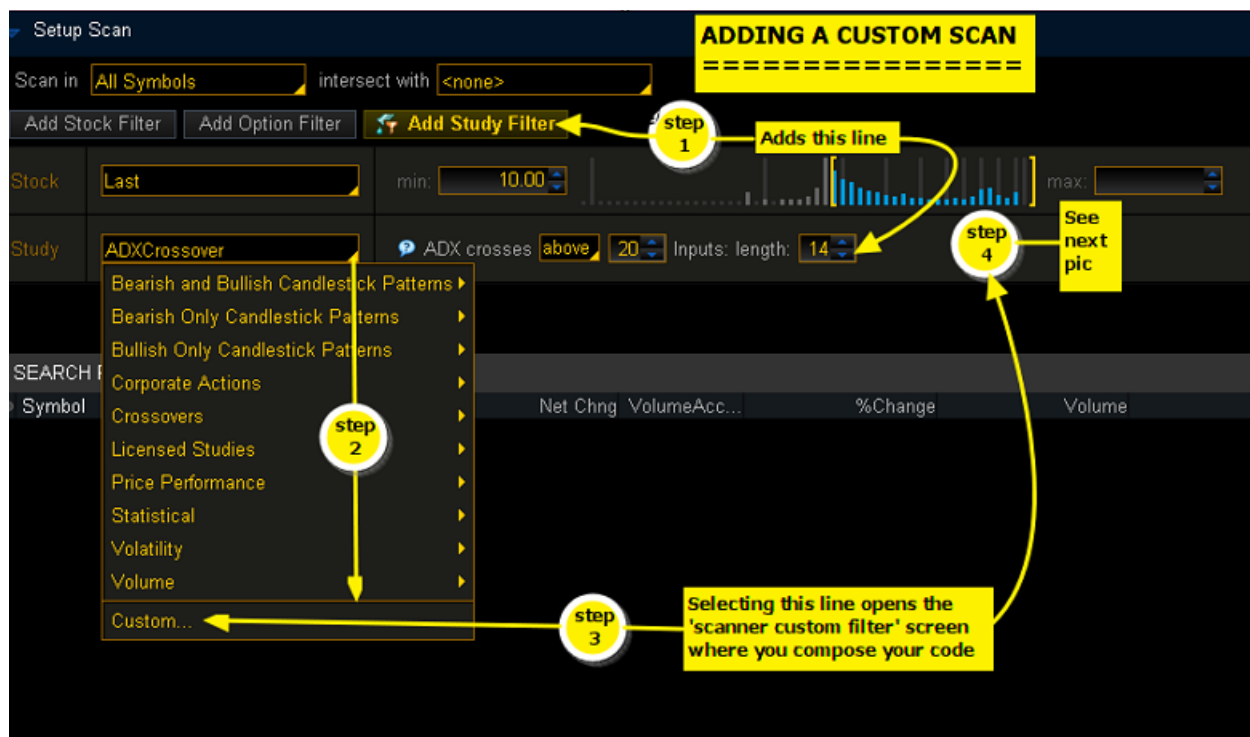 Setup Scan
ADDING A CUSTOM SCAN
================
Scan in All Symbols intersect with <none>
Add Stock Filter Add Option Filter Add Study Filter
step
1
Adds this line
Stock Last min: 10.00 max:
Study ADXCrossover ADX crosses above 20 Inputs: length: 14
step
4
See
next
pic
Bearish and Bullish Candlestick Patterns
Bearish Only Candlestick Patterns
Bullish Only Candlestick Patterns
Corporate Actions
Crossovers
Licensed Studies
Price Performance
Statistical
Volatility
Volume
Custom...
step
2
SEARCH
Symbol Net Chng VolumeAcc... %Change Volume
step
3
Selecting this line opens the
'scanner custom filter' screen
where you compose your code